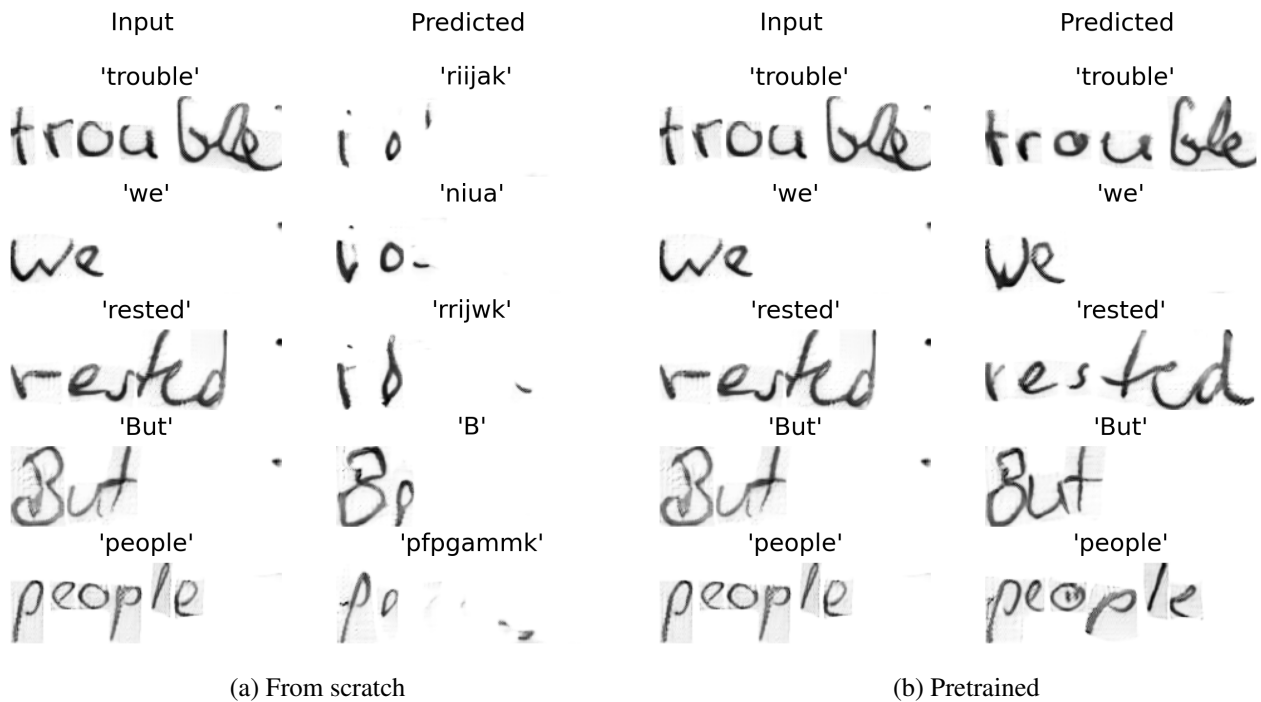 Input Predicted Input Predicted
'trouble' 'riijak' 'trouble' 'trouble'
trouble i o ' trouble trouble
'we' 'niua' 'we' 'we'
we we we
'rested' 'rrijwk' 'rested' 'rested'
rested rested rested
'But' 'B' 'But' 'But'
But Bo But But
'people' 'pfpgammk' 'people' 'people'
people po people people
(a) From scratch (b) Pretrained